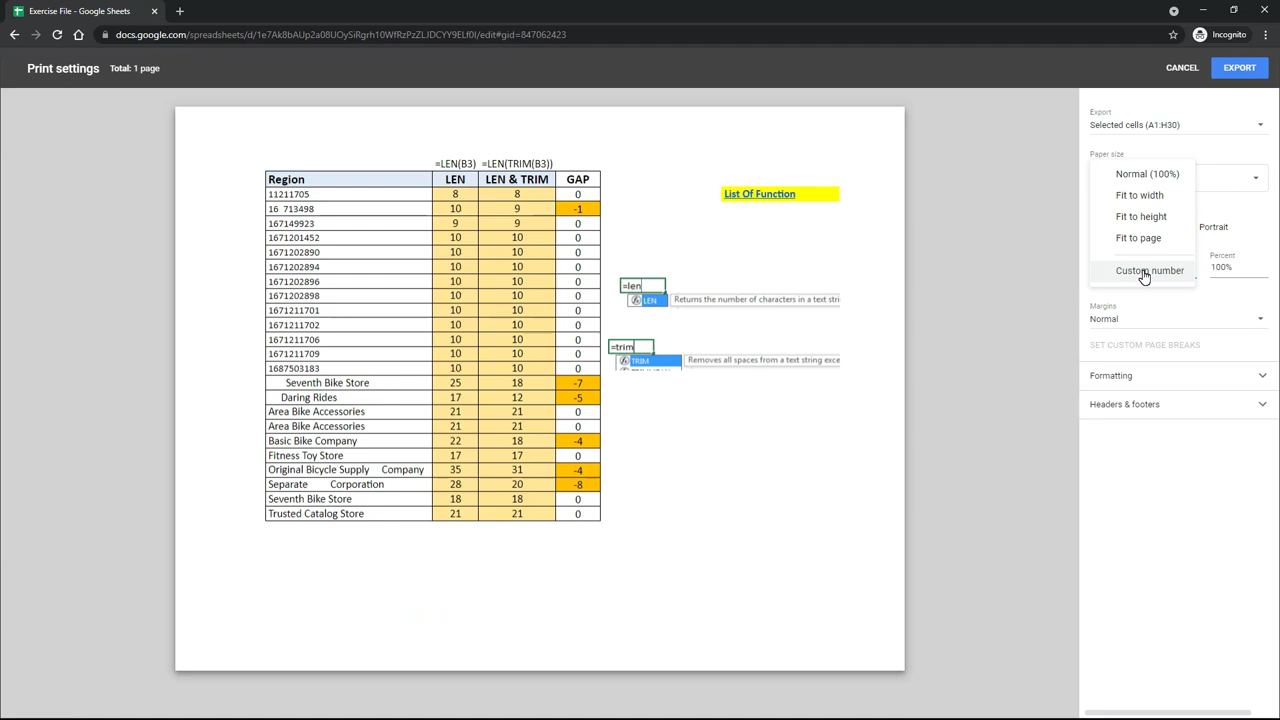 Exercise File - Google Sheets
docs.google.com/spreadsheets/d/1e7Ak8bAUp2a08UOySiRgrh10WfRzPzZLJDCYY9ELf0I/edit#gid=847062423
Incognito
Print settings Total: 1 page
CANCEL EXPORT
Export
Selected cells (A1:H30)
Paper size
Normal (100%)
Fit to width
Fit to height
Fit to page
Custom number
Portrait
Percent
100%
Margins
Normal
SET CUSTOM PAGE BREAKS
Formatting
Headers & footers
=LEN(B3) =LEN(TRIM(B3))
Region LEN LEN & TRIM GAP
11211705 8 8 0
16 713498 10 9 -1
167149923 9 9 0
1671201452 10 10 0
1671202890 10 10 0
1671202894 10 10 0
1671202896 10 10 0
1671202898 10 10 0
1671211701 10 10 0
1671211702 10 10 0
1671211706 10 10 0
1671211709 10 10 0
1687503183 10 10 0
Seventh Bike Store 25 18 -7
Daring Rides 17 12 -5
Area Bike Accessories 21 21 0
Area Bike Accessories 21 21 0
Basic Bike Company 22 18 -4
Fitness Toy Store 17 17 0
Original Bicycle Supply Company 35 31 -4
Separate Corporation 28 20 -8
Seventh Bike Store 18 18 0
Trusted Catalog Store 21 21 0
List Of Function
=len
LEN Returns the number of characters in a text stri
=trim
TRIM Removes all spaces from a text string exce